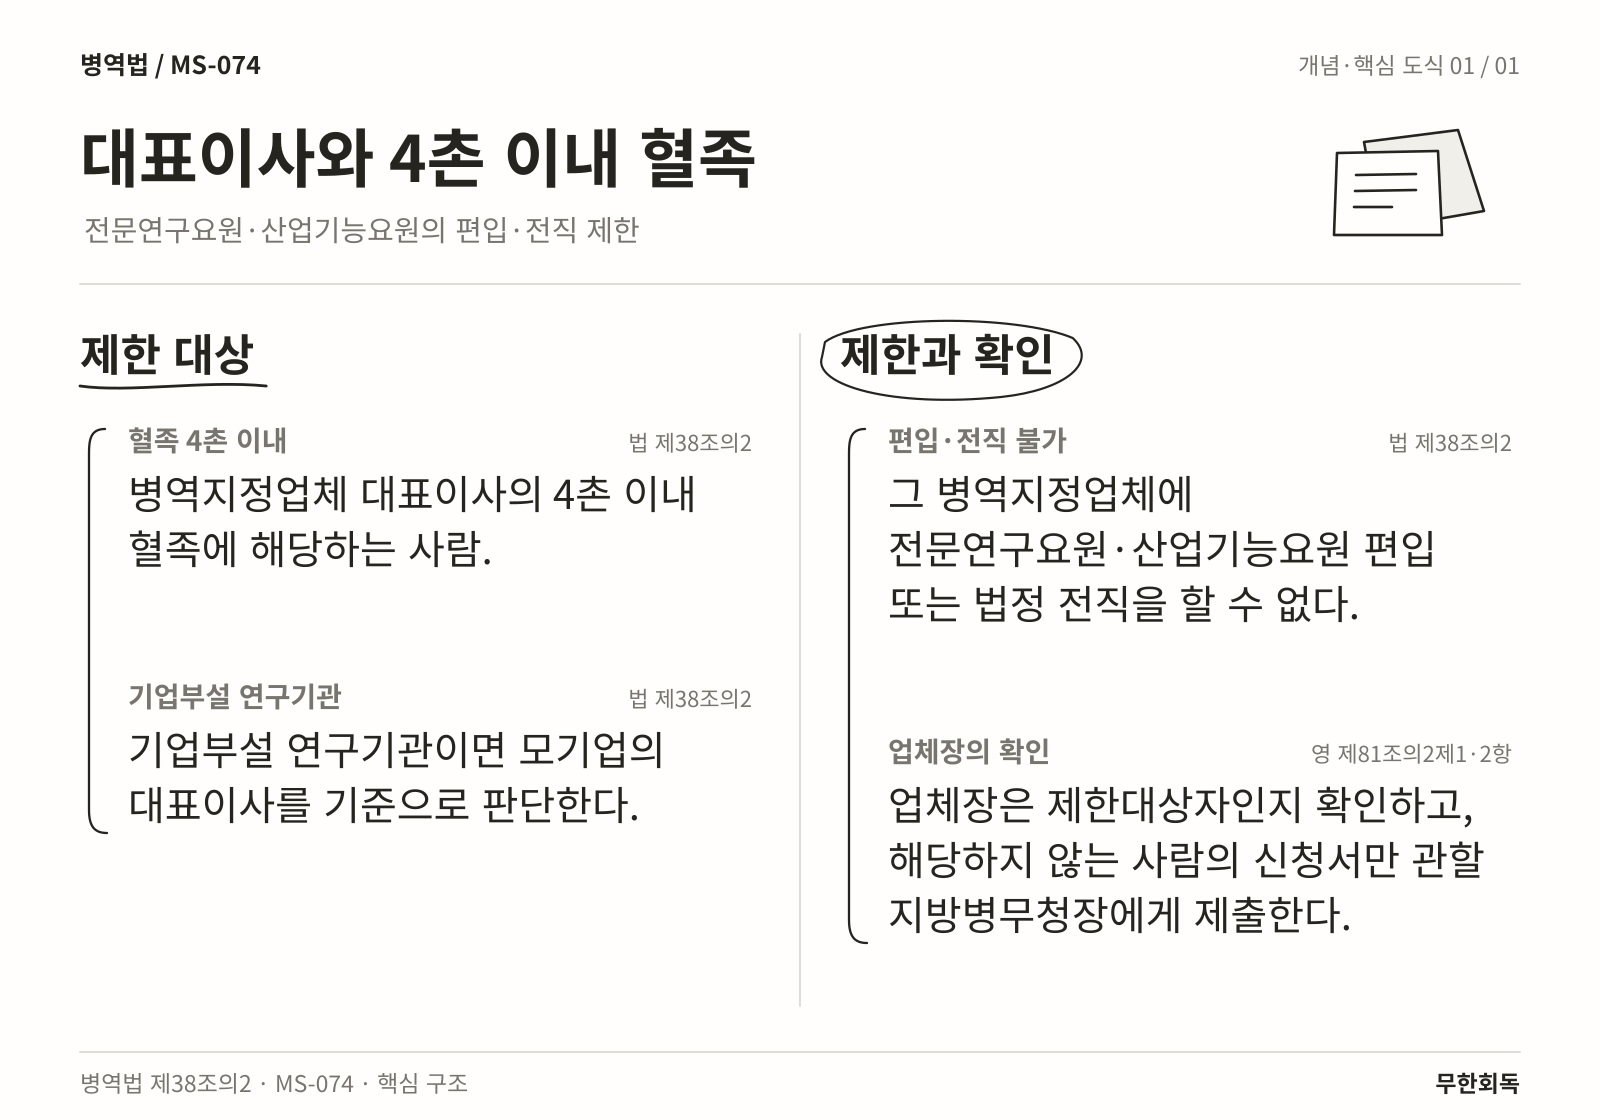 병역법 / MS-074
개념·핵심 도식 01 / 01
대표이사와 4촌 이내 혈족
전문연구요원·산업기능요원의 편입·전직 제한
제한 대상
혈족 4촌 이내
법 제38조의2
병역지정업체 대표이사의 4촌 이내
혈족에 해당하는 사람.
기업부설 연구기관
법 제38조의2
기업부설 연구기관이면 모기업의
대표이사를 기준으로 판단한다.
제한과 확인
편입·전직 불가
법 제38조의2
그 병역지정업체에
전문연구요원·산업기능요원 편입
또는 법정 전직을 할 수 없다.
업체장의 확인
영 제81조의2제1·2항
업체장은 제한대상자인지 확인하고,
해당하지 않는 사람의 신청서만 관할
지방병무청장에게 제출한다.
병역법 제38조의2 · MS-074 · 핵심 구조
무한회독